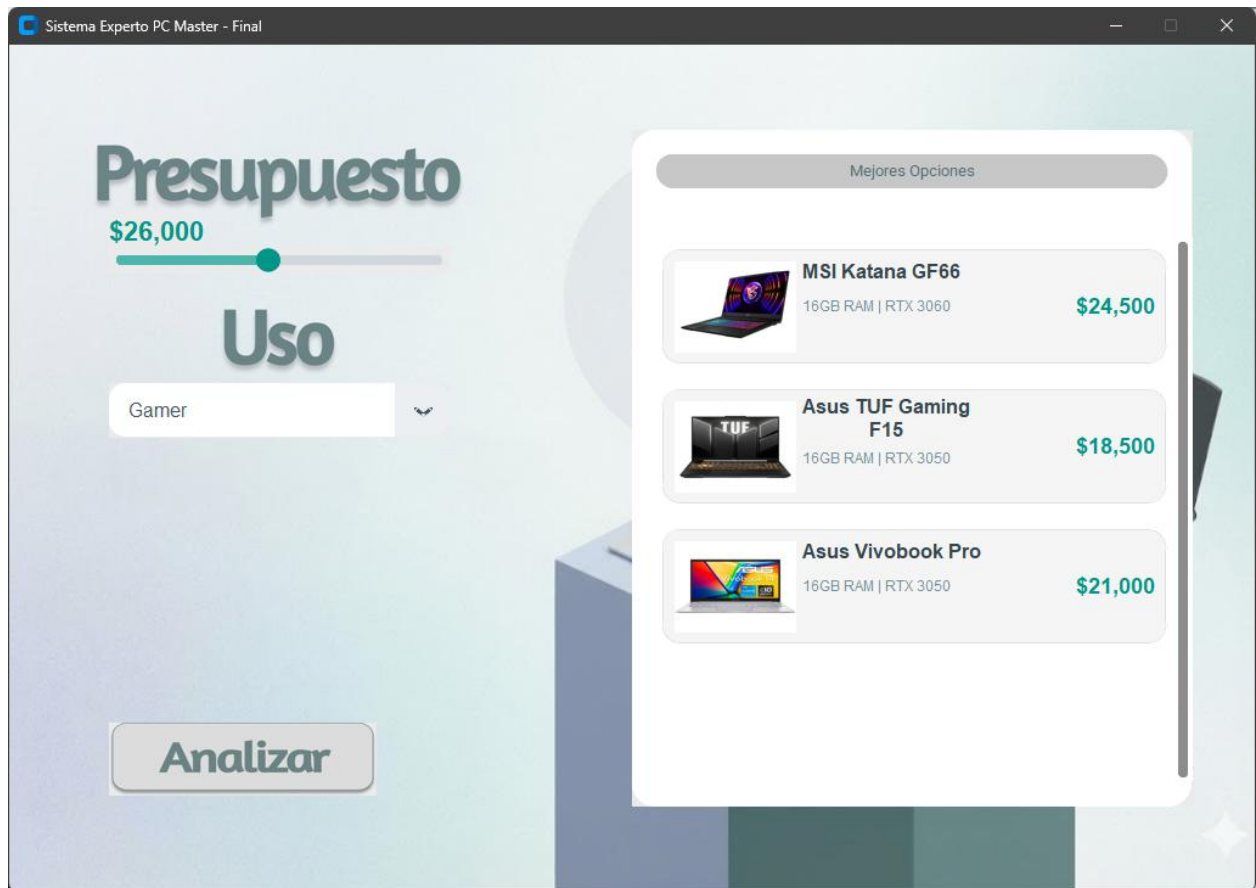 Sistema Experto PC Master - Final
Presupuesto
$26,000
Uso
Gamer
Analizar
Mejores Opciones
MSI Katana GF66
16GB RAM | RTX 3060
$24,500
TUF
Asus TUF Gaming
F15
16GB RAM | RTX 3050
$18,500
Asus Vivobook Pro
16GB RAM | RTX 3050
$21,000